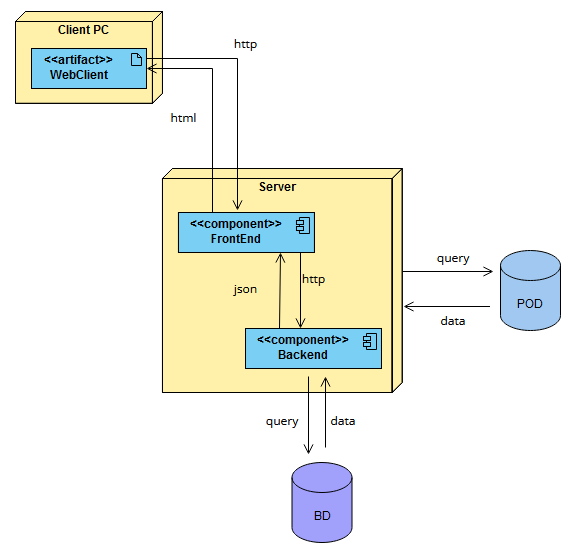 Client PC
<<artifact>>
WebClient
http
html
Server
<<component>>
FrontEnd
json
http
<<component>>
Backend
query
POD
data
query
data
BD